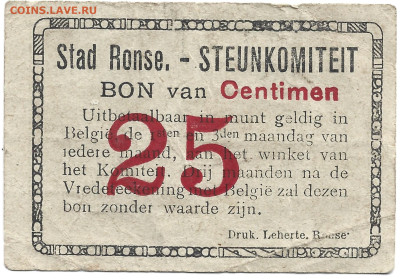 COINS.LAVE.RU
Stad Ronse. - STEUNKOMITEIT
BON van Centimen
25
Uitbetaalbaar in munt geldig in
België de 1sten en 3den maandag van
iedere maand, aan het winket van
het Komiteit. Drij maanden na de
Vredeteekening met België zal dezen
bon zonder waarde zijn.
Druk. Leherte. Ronse